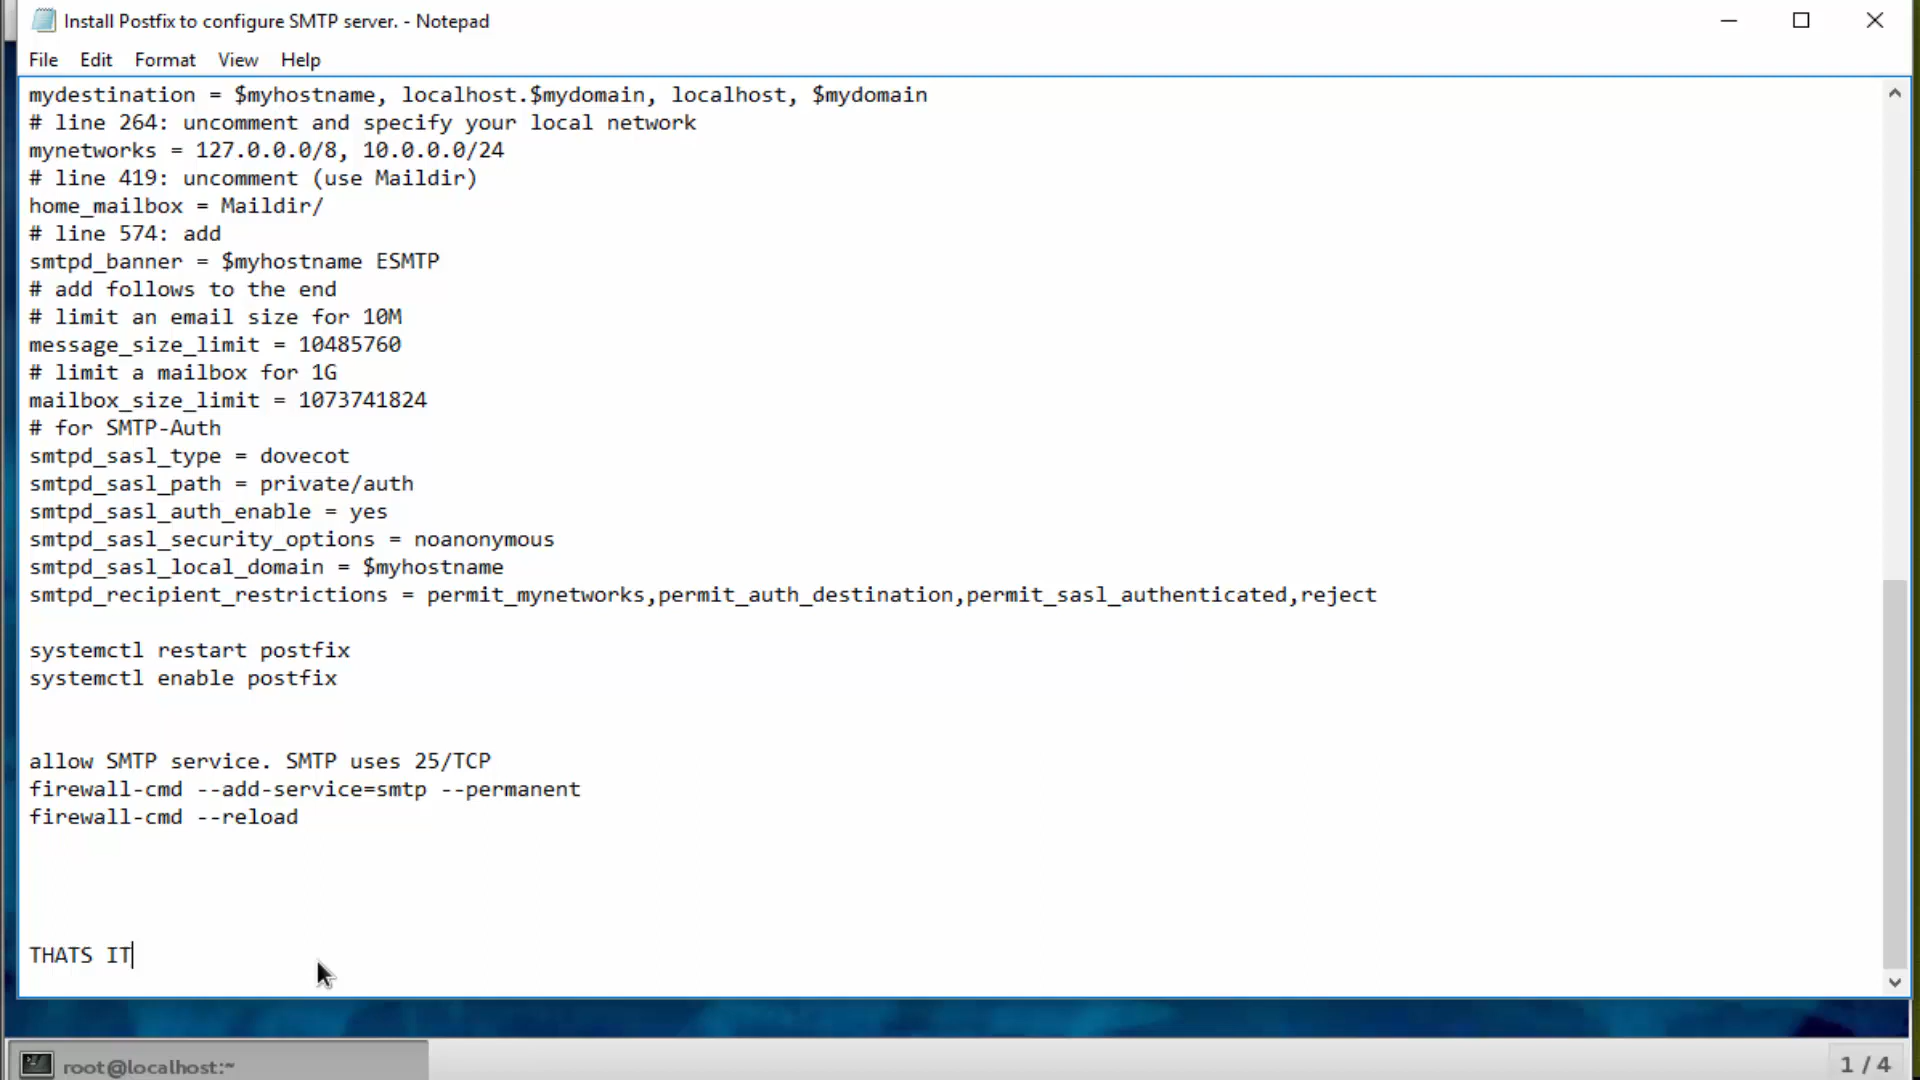 Install Postfix to configure SMTP server. - Notepad
File Edit Format View Help
mydestination = $myhostname, localhost.$mydomain, localhost, $mydomain
# line 264: uncomment and specify your local network
mynetworks = 127.0.0.0/8, 10.0.0.0/24
# line 419: uncomment (use Maildir)
home_mailbox = Maildir/
# line 574: add
smtpd_banner = $myhostname ESMTP
# add follows to the end
# limit an email size for 10M
message_size_limit = 10485760
# limit a mailbox for 1G
mailbox_size_limit = 1073741824
# for SMTP-Auth
smtpd_sasl_type = dovecot
smtpd_sasl_path = private/auth
smtpd_sasl_auth_enable = yes
smtpd_sasl_security_options = noanonymous
smtpd_sasl_local_domain = $myhostname
smtpd_recipient_restrictions = permit_mynetworks,permit_auth_destination,permit_sasl_authenticated,reject
systemctl restart postfix
systemctl enable postfix
allow SMTP service. SMTP uses 25/TCP
firewall-cmd --add-service=smtp --permanent
firewall-cmd --reload
THATS IT
root@localhost:~
1 / 4